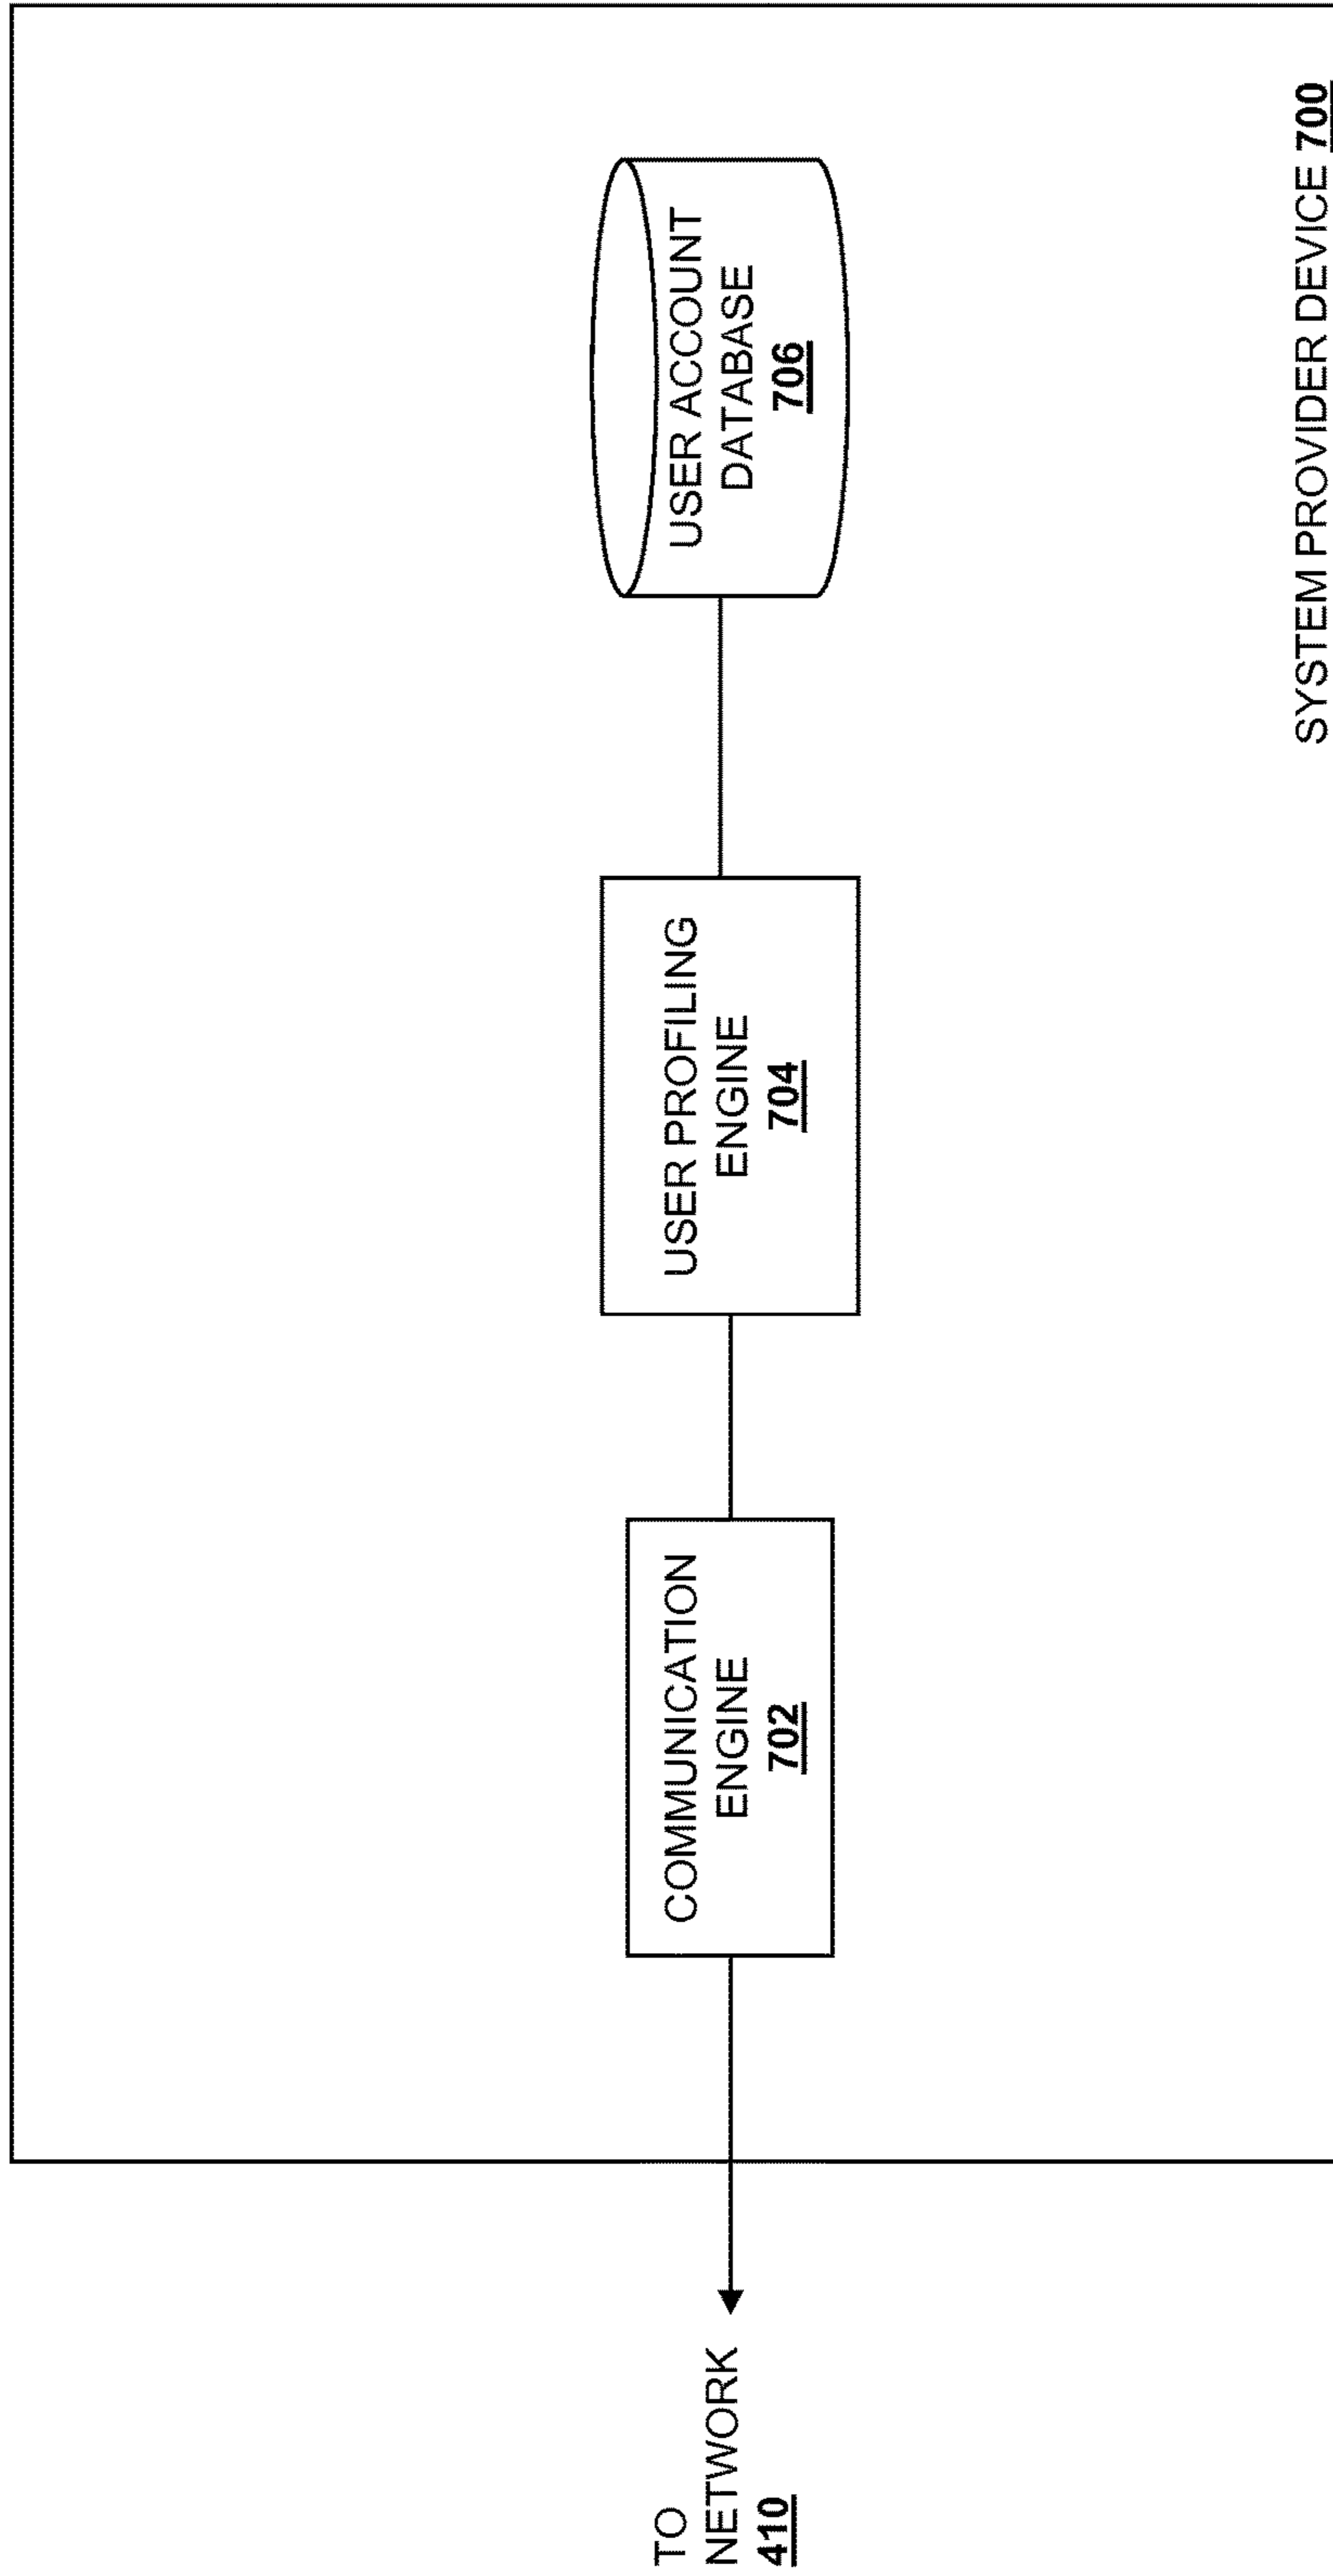 TO
NETWORK
410
COMMUNICATION
ENGINE
702
USER PROFILING
ENGINE
704
USER ACCOUNT
DATABASE
706
SYSTEM PROVIDER DEVICE 700